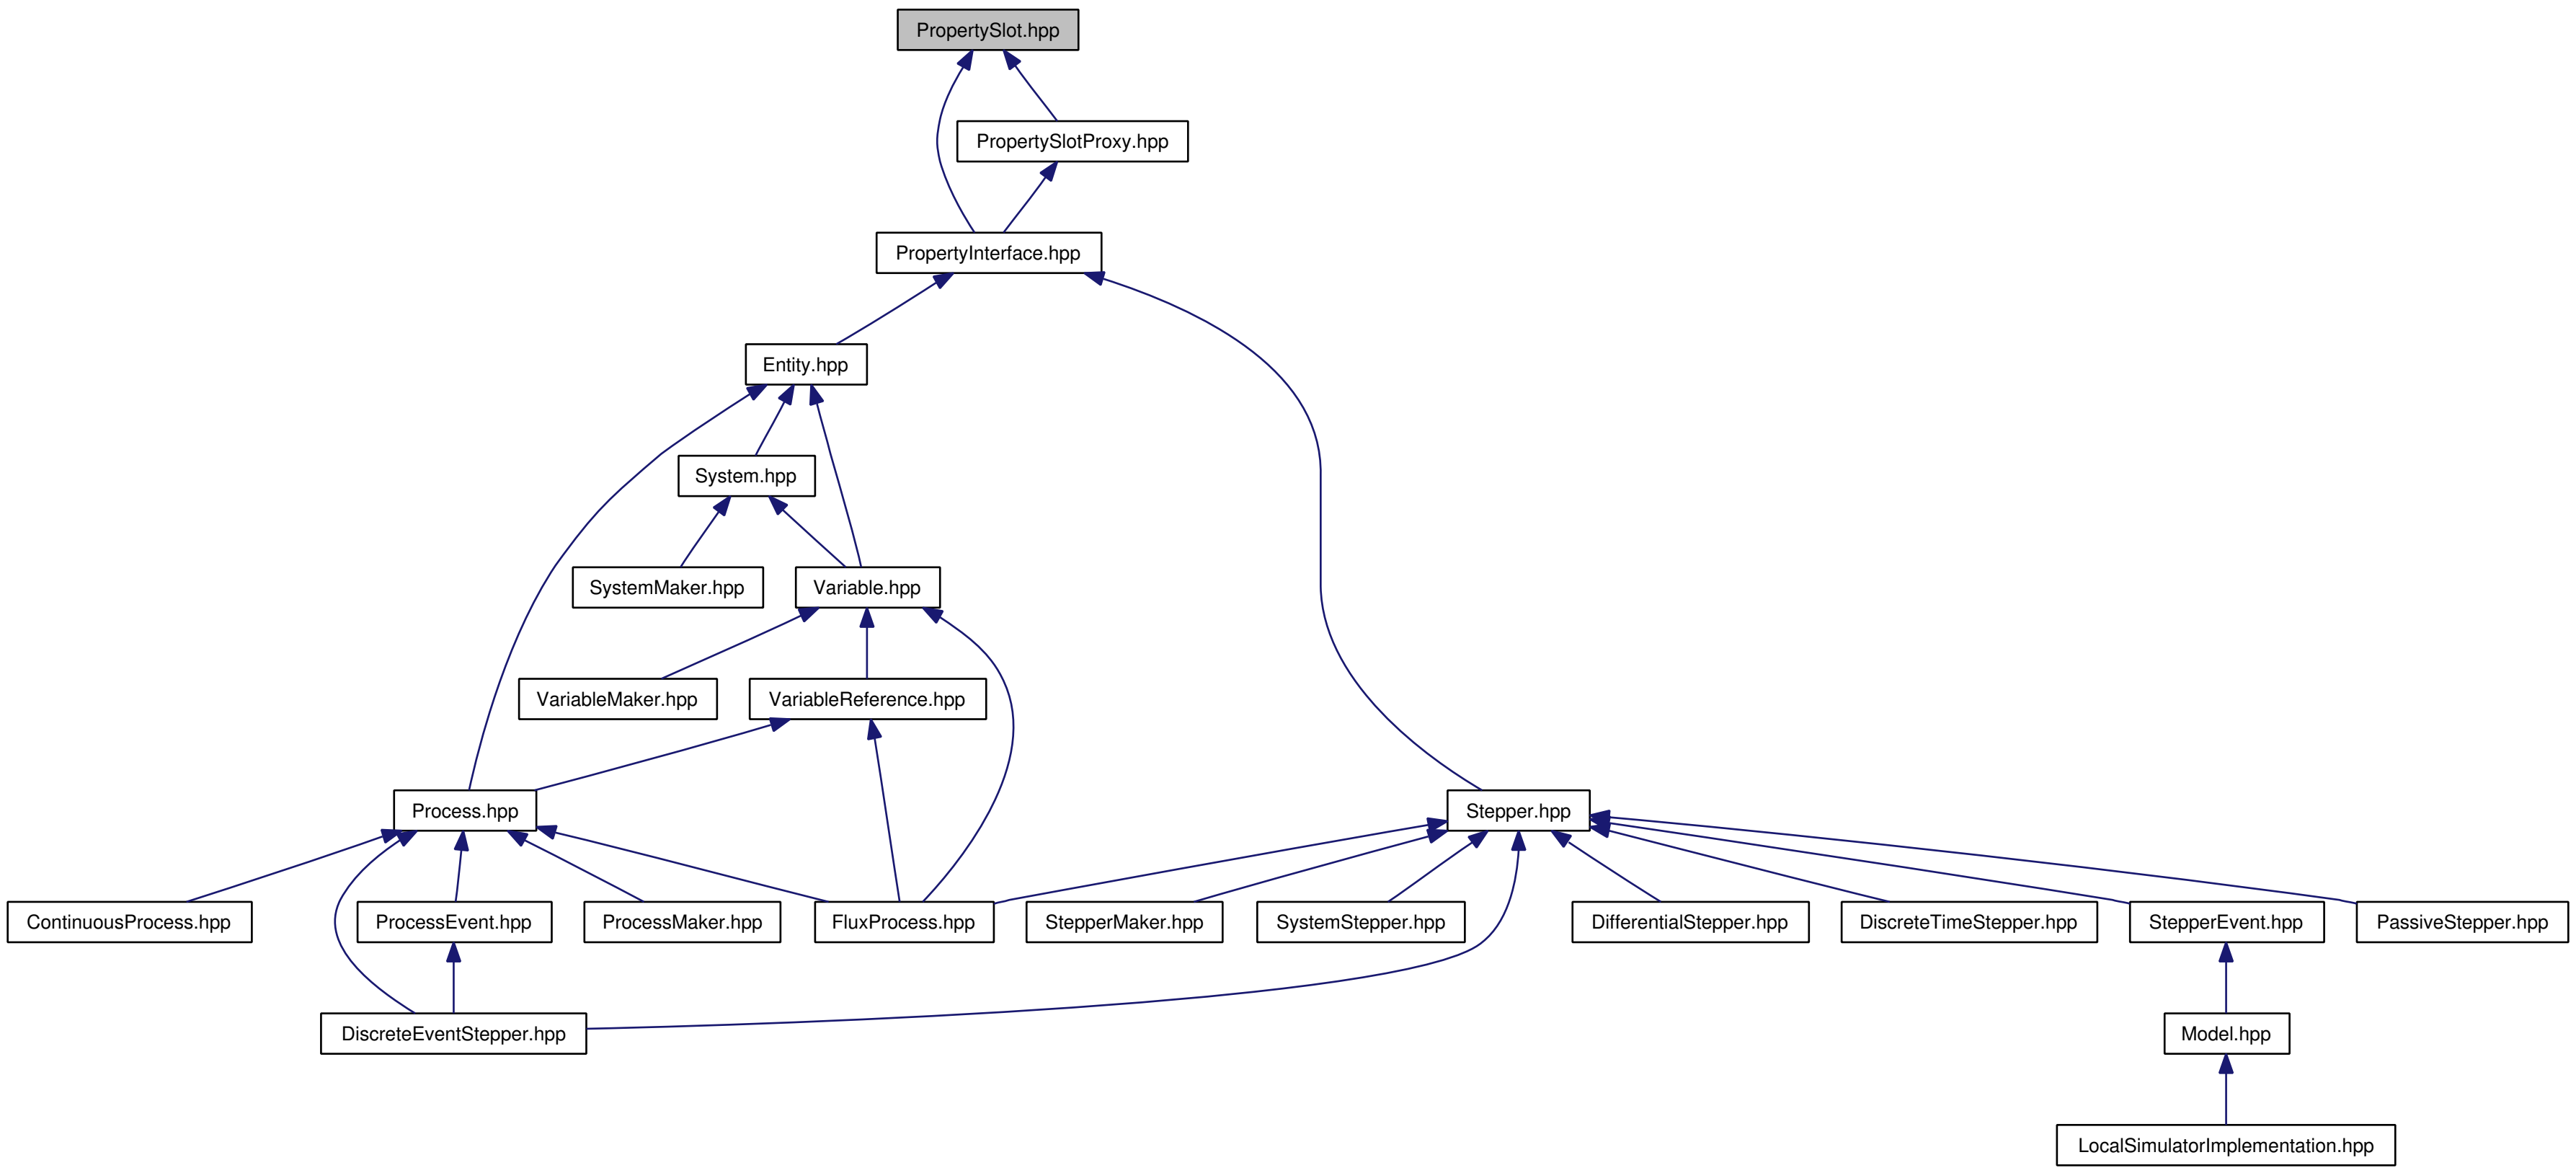 PropertySlot.hpp
PropertySlotProxy.hpp
PropertyInterface.hpp
Entity.hpp
System.hpp
SystemMaker.hpp
Variable.hpp
VariableMaker.hpp
VariableReference.hpp
Process.hpp
Stepper.hpp
ContinuousProcess.hpp
ProcessEvent.hpp
ProcessMaker.hpp
FluxProcess.hpp
StepperMaker.hpp
SystemStepper.hpp
DifferentialStepper.hpp
DiscreteTimeStepper.hpp
StepperEvent.hpp
PassiveStepper.hpp
DiscreteEventStepper.hpp
Model.hpp
LocalSimulatorImplementation.hpp